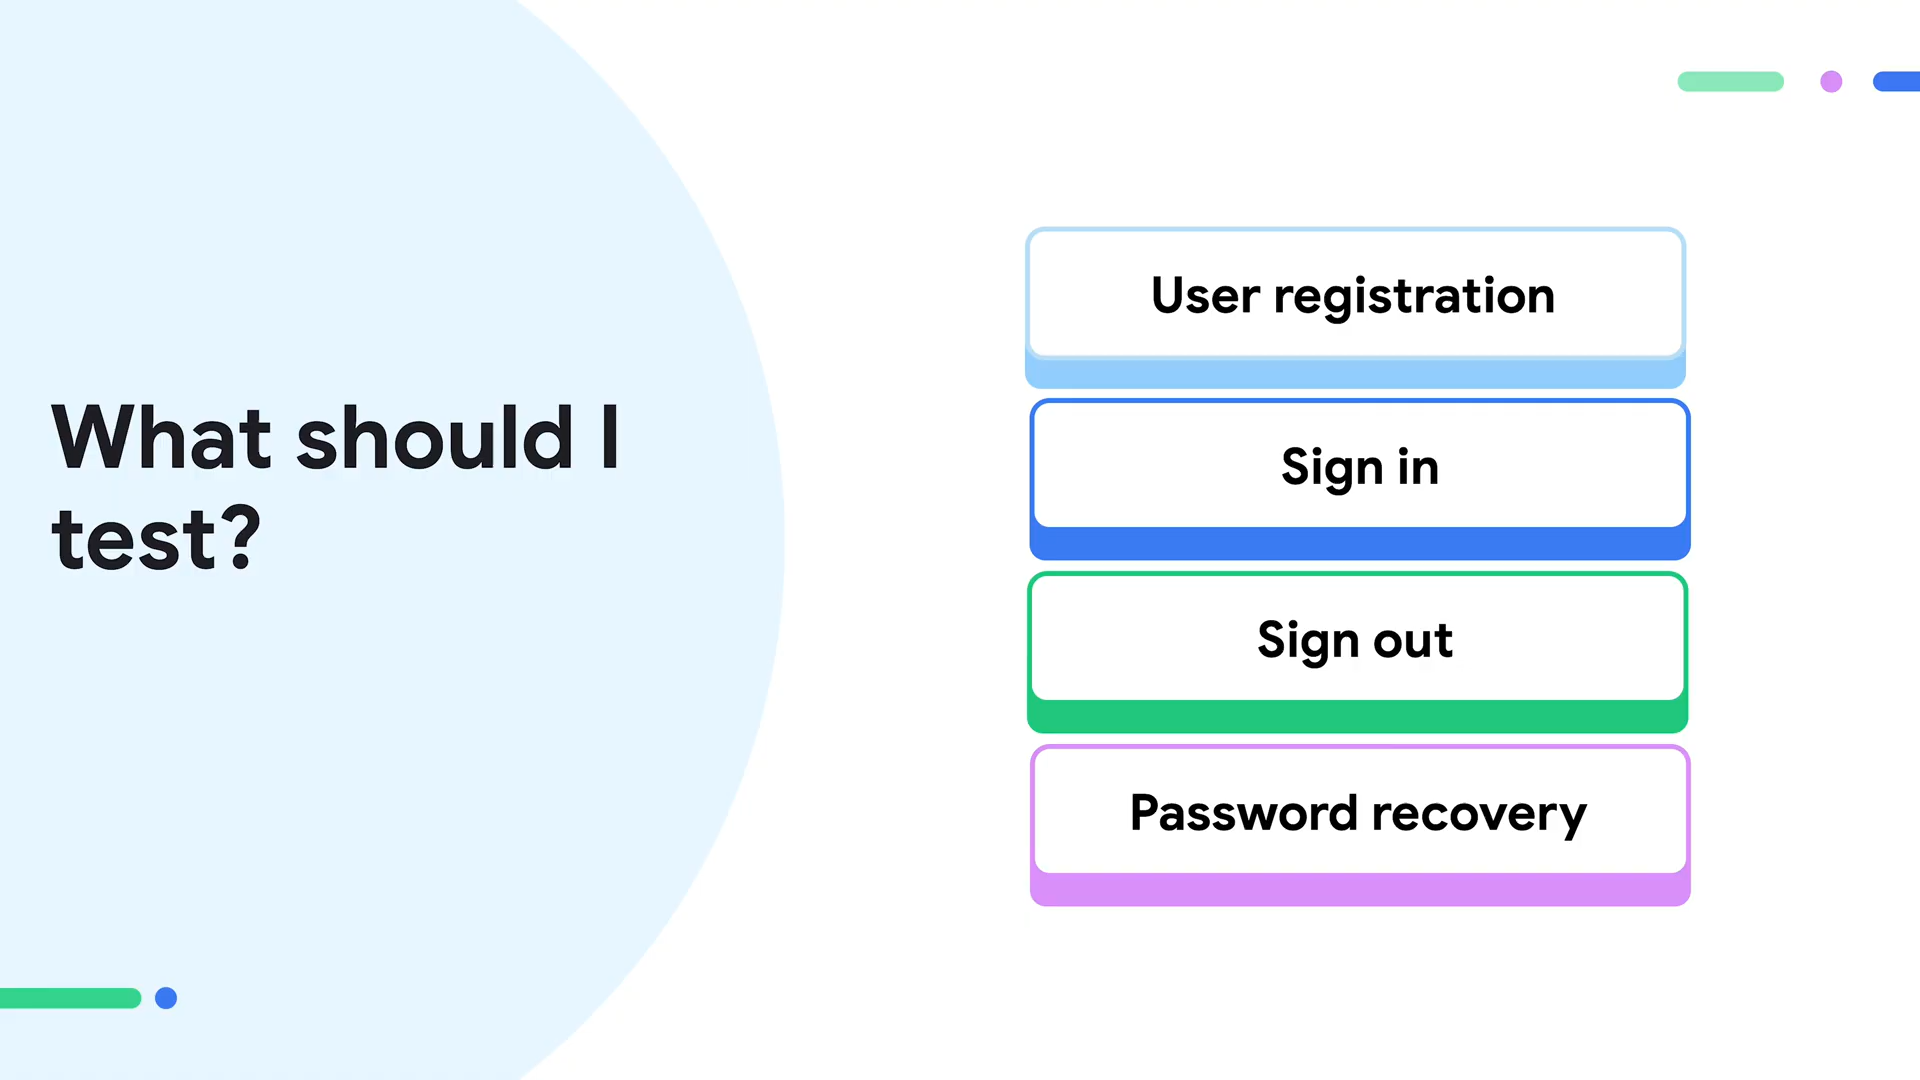 What should I
test?
User registration
Sign in
Sign out
Password recovery